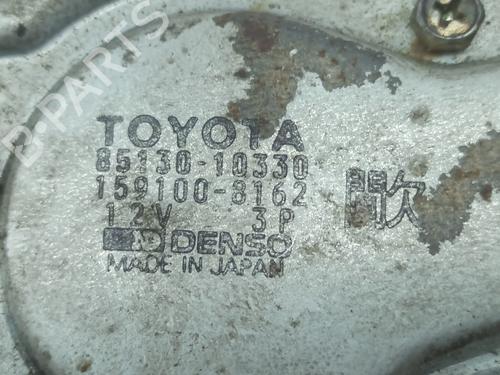 TOYOTA
85130-10330
159100-8162
12V 3P
DENSO
MADE IN JAPAN
間欠
B-PARTS